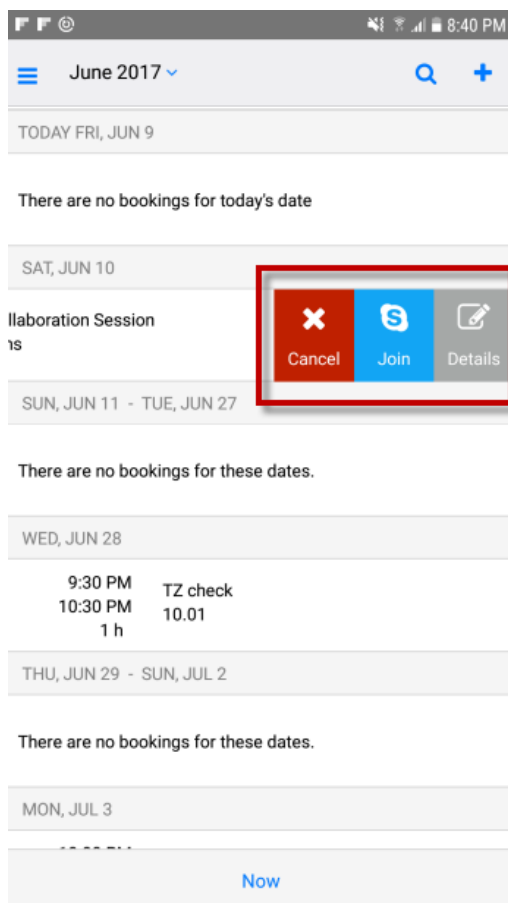 8:40 PM
June 2017
TODAY FRI, JUN 9
There are no bookings for today's date
SAT, JUN 10
llaboration Session
Cancel
Join
Details
SUN, JUN 11 - TUE, JUN 27
There are no bookings for these dates.
WED, JUN 28
9:30 PM
10:30 PM
1 h
TZ check
10.01
THU, JUN 29 - SUN, JUL 2
There are no bookings for these dates.
MON, JUL 3
Now